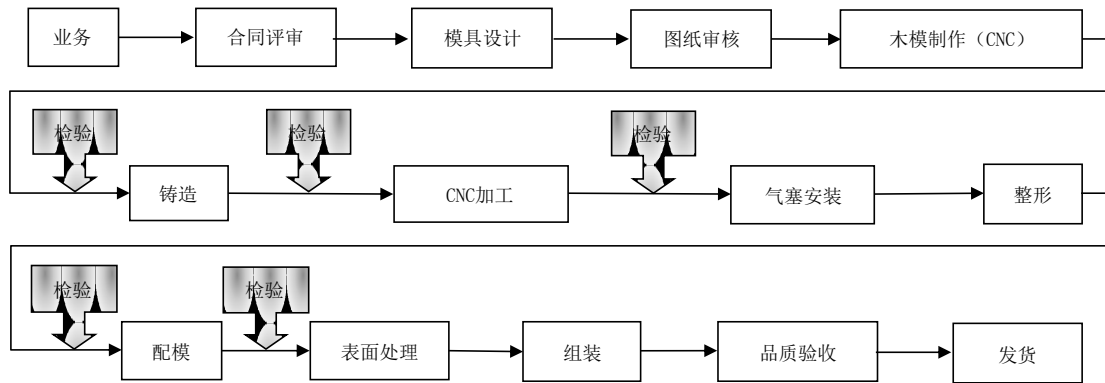 业务
合同评审
模具设计
图纸审核
木模制作（CNC）
检验
检验
检验
铸造
CNC加工
气塞安装
整形
检验
检验
配模
表面处理
组装
品质验收
发货